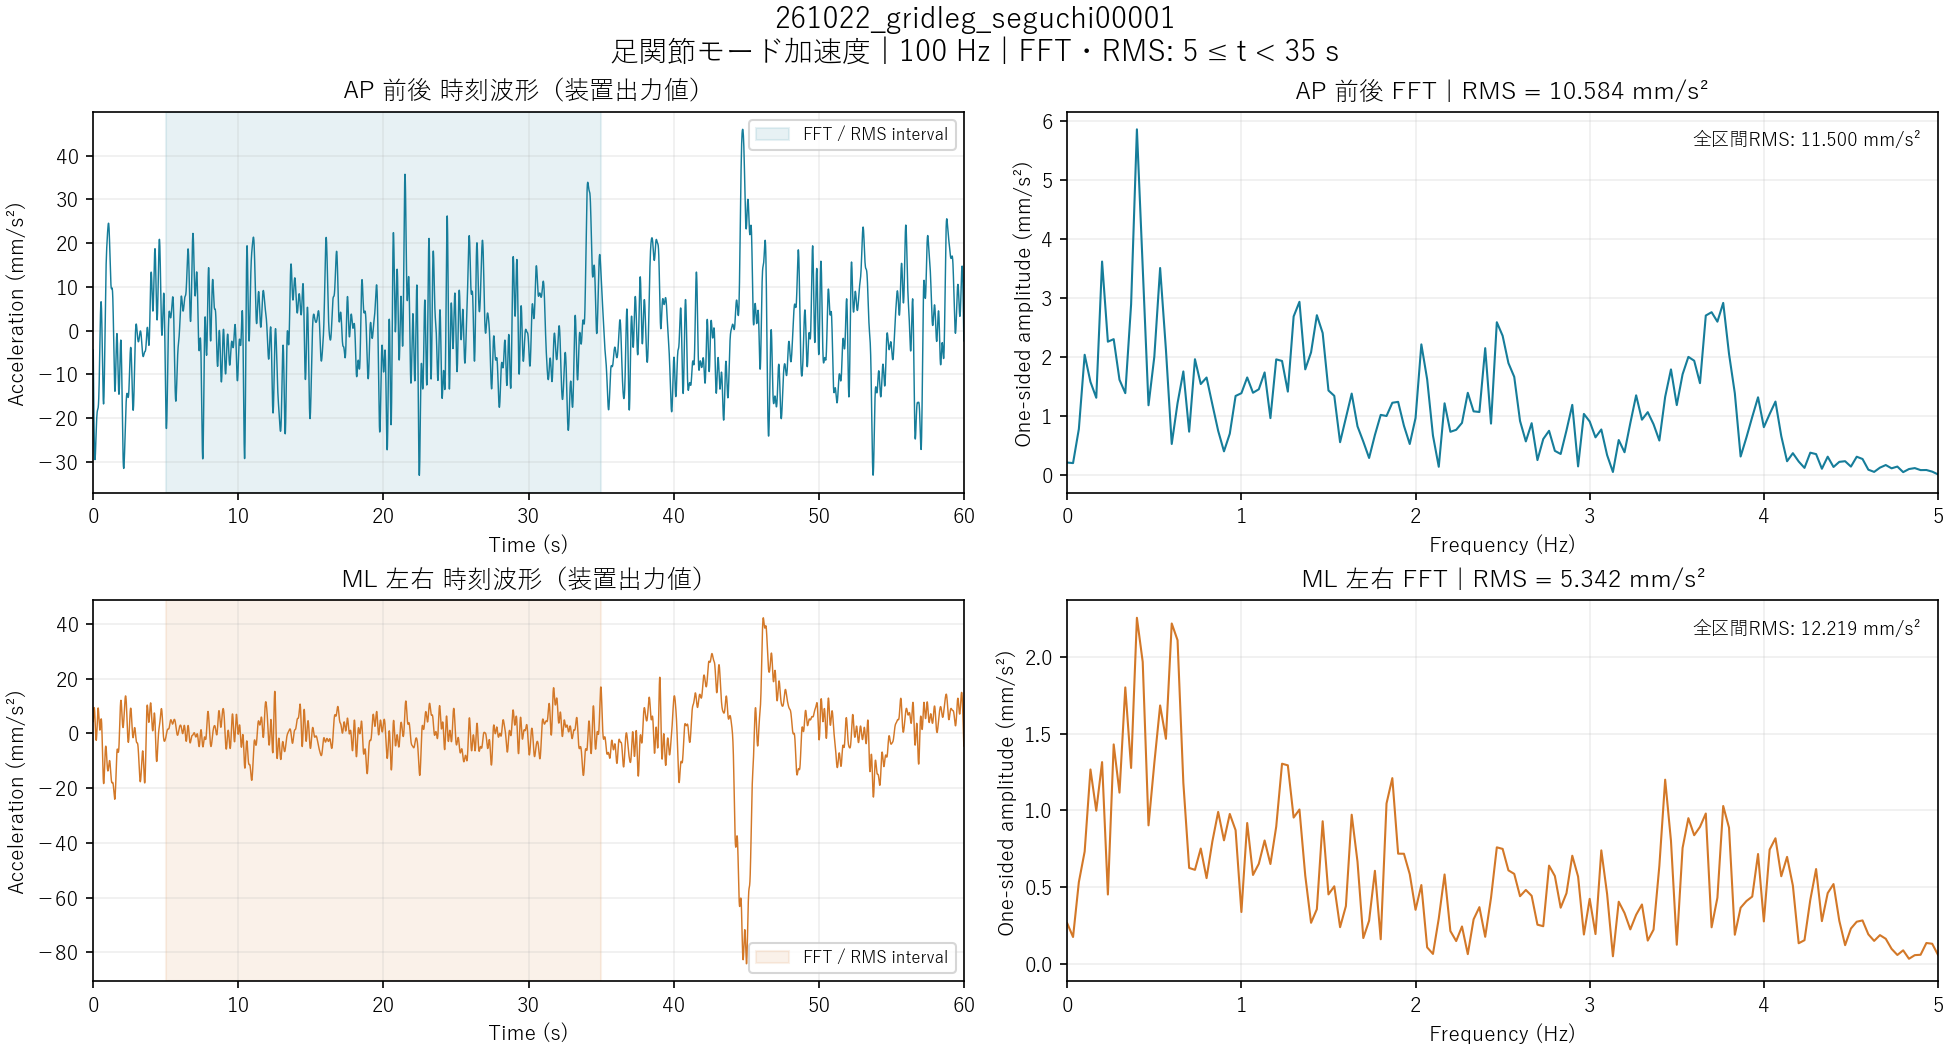 261022_gridleg_seguchi00001
足関節モード加速度 | 100 Hz | FFT・RMS: 5 ≤ t < 35 s
AP 前後 時刻波形（装置出力値）
Acceleration (mm/s²)
40
30
20
10
0
−10
−20
−30
FFT / RMS interval
0 10 20 30 40 50 60
Time (s)
AP 前後 FFT | RMS = 10.584 mm/s²
One-sided amplitude (mm/s²)
6
5
4
3
2
1
0
全区間RMS: 11.500 mm/s²
0 1 2 3 4 5
Frequency (Hz)
ML 左右 時刻波形（装置出力値）
Acceleration (mm/s²)
40
20
0
−20
−40
−60
−80
FFT / RMS interval
0 10 20 30 40 50 60
Time (s)
ML 左右 FFT | RMS = 5.342 mm/s²
One-sided amplitude (mm/s²)
2.0
1.5
1.0
0.5
0.0
全区間RMS: 12.219 mm/s²
0 1 2 3 4 5
Frequency (Hz)